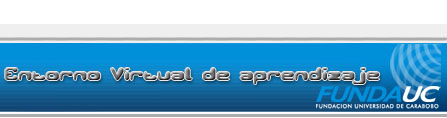 Entorno Virtual de aprendizaje
FUNDAUC
FUNDACION UNIVERSIDAD DE CARABOBO